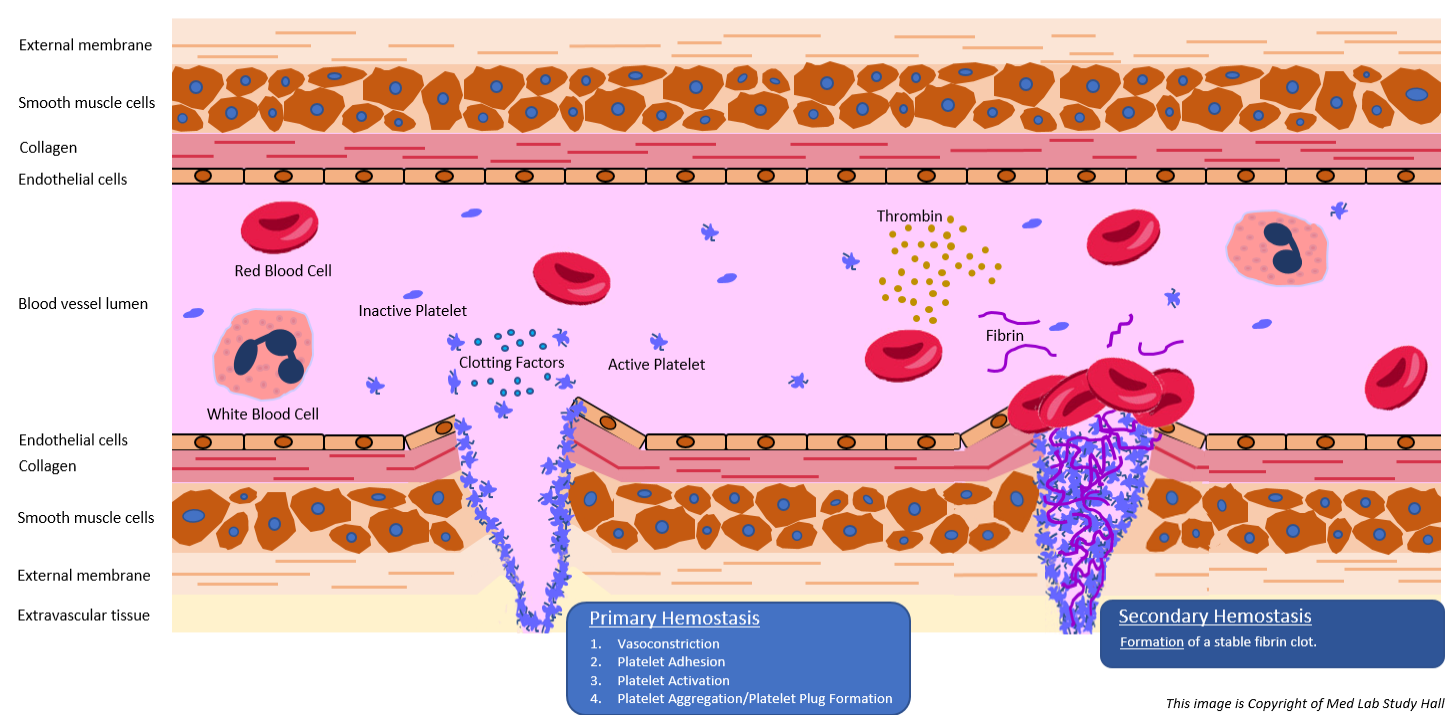 External membrane
Smooth muscle cells
Collagen
Endothelial cells
Thrombin
Red Blood Cell
Blood vessel lumen
Inactive Platelet
Fibrin
Clotting Factors
Active Platelet
White Blood Cell
Endothelial cells
Collagen
Smooth muscle cells
External membrane
Extravascular tissue
Primary Hemostasis
1. Vasoconstriction
2. Platelet Adhesion
3. Platelet Activation
4. Platelet Aggregation/Platelet Plug Formation
Secondary Hemostasis
Formation of a stable fibrin clot.
This image is Copyright of Med Lab Study Hall